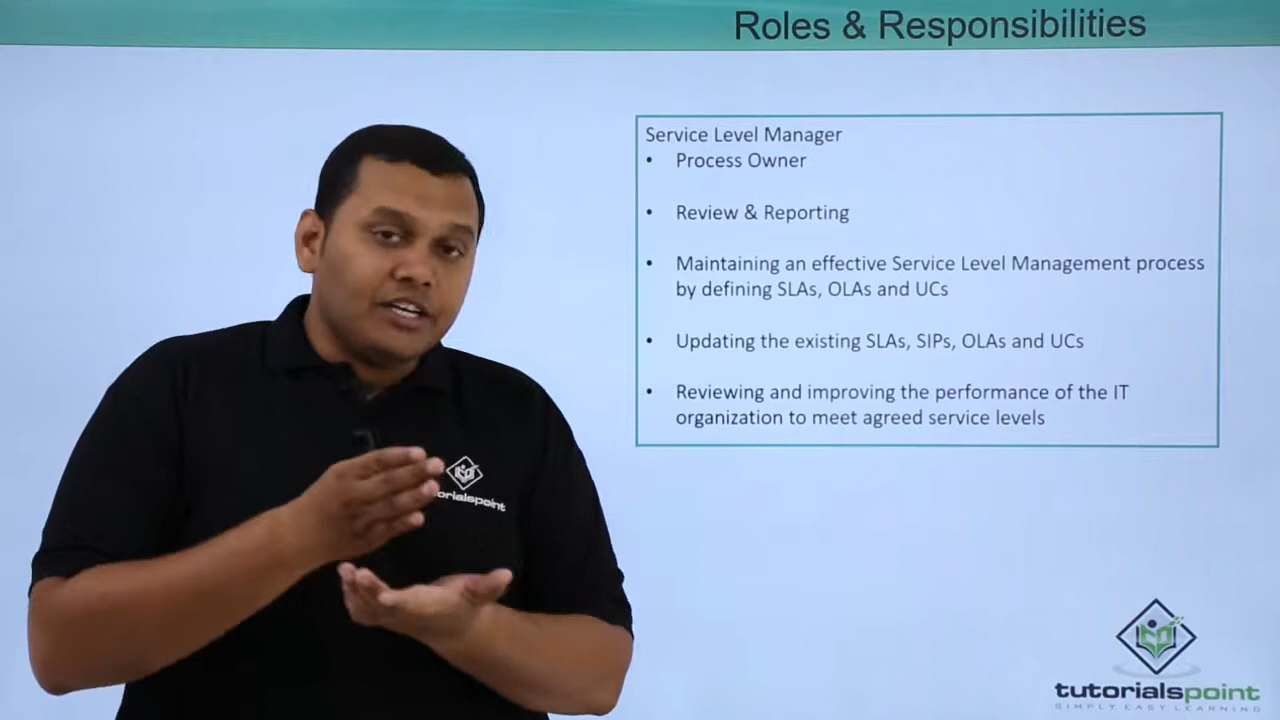 Roles & Responsibilities
Service Level Manager
• Process Owner
• Review & Reporting
• Maintaining an effective Service Level Management process
by defining SLAs, OLAs and UCs
• Updating the existing SLAs, SIPs, OLAs and UCs
• Reviewing and improving the performance of the IT
organization to meet agreed service levels
orialspoint
tutorialspoint
SIMPLY EASY LEARNING